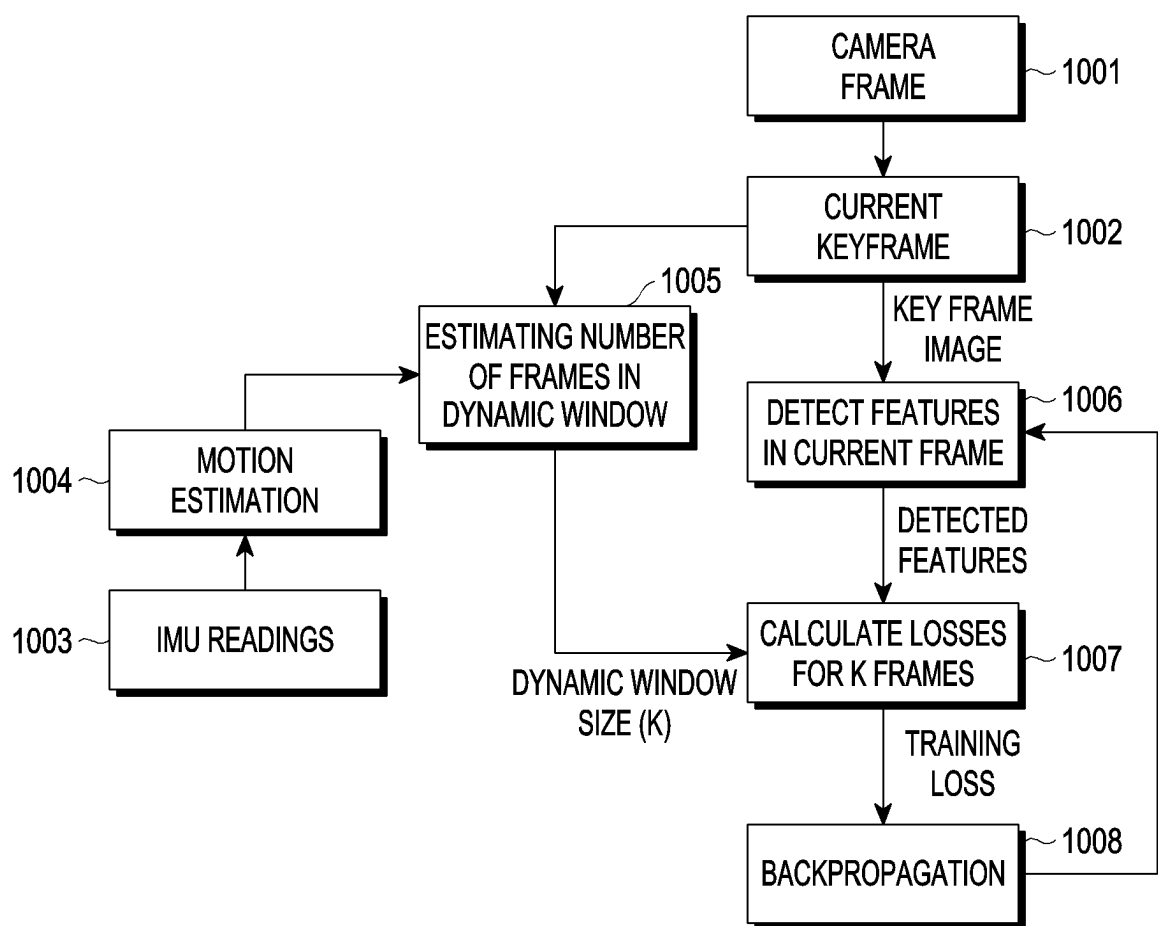 CAMERA
FRAME
1001
CURRENT
KEYFRAME
1002
1005
ESTIMATING NUMBER
OF FRAMES IN
DYNAMIC WINDOW
KEY FRAME
IMAGE
1006
DETECT FEATURES
IN CURRENT FRAME
1004
MOTION
ESTIMATION
DETECTED
FEATURES
1003
IMU READINGS
CALCULATE LOSSES
FOR K FRAMES
1007
DYNAMIC WINDOW
SIZE (K)
TRAINING
LOSS
1008
BACKPROPAGATION